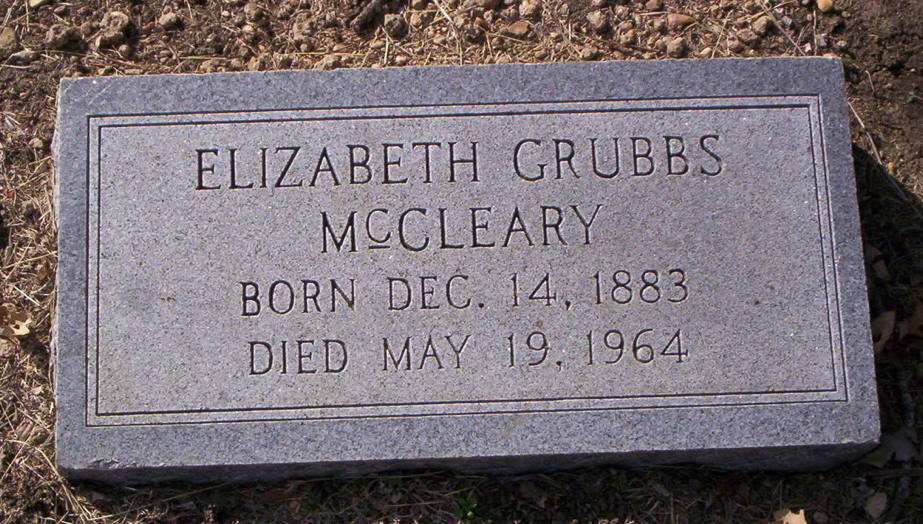 ELIZABETH GRUBBS
McCLEARY
BORN DEC. 14, 1883
DIED MAY 19, 1964